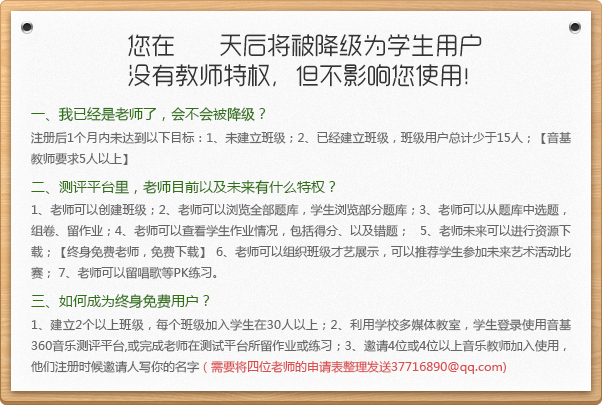 您在 天后将被降级为学生用户
没有教师特权，但不影响您使用！
一、我已经是老师了，会不会被降级？
注册后1个月内未达到以下目标：1、未建立班级；2、已经建立班级，班级用户总计少于15人；【音基
教师要求5人以上】
二、测评平台里，老师目前以及未来有什么特权？
1、老师可以创建班级；2、老师可以浏览全部题库，学生浏览部分题库；3、老师可以从题库中选题，
组卷、留作业；4、老师可以查看学生作业情况，包括得分、以及错题； 5、老师未来可以进行资源下
载；【终身免费老师，免费下载】 6、老师可以组织班级才艺展示，可以推荐学生参加未来艺术活动比
赛； 7、老师可以留唱歌等PK练习。
三、如何成为终身免费用户？
1、建立2个以上班级，每个班级加入学生在30人以上；2、利用学校多媒体教室，学生登录使用音基
360音乐测评平台,或完成老师在测试平台所留作业或练习；3、邀请4位或4位以上音乐教师加入使用，
他们注册时候邀请人写你的名字（需要将四位老师的申请表整理发送37716890@qq.com)